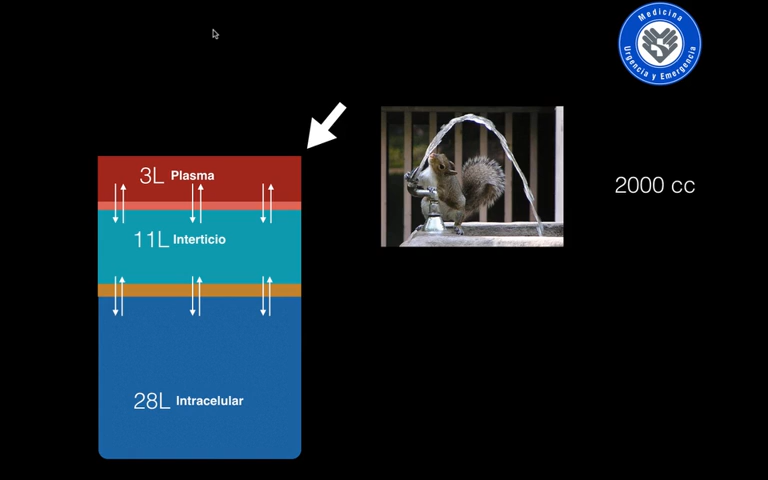 Medicina
Urgencia y Emergencia
3L Plasma
2000 cc
11L Interticio
28L Intracelular